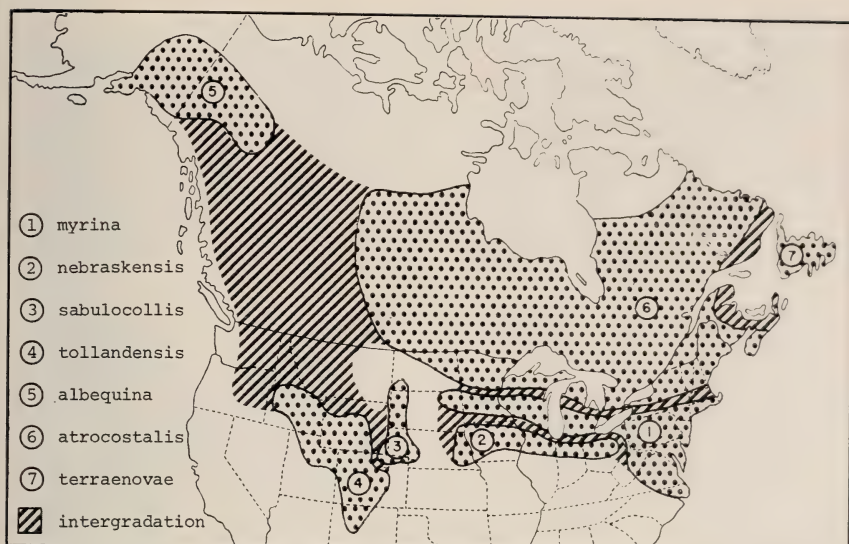 ① myrina
② nebraskensis
③ sabulocollis
④ tollandensis
⑤ albequina
⑥ atrocostalis
⑦ terraenovae
intergradation
⑤
⑥
⑦
①
②
③
④